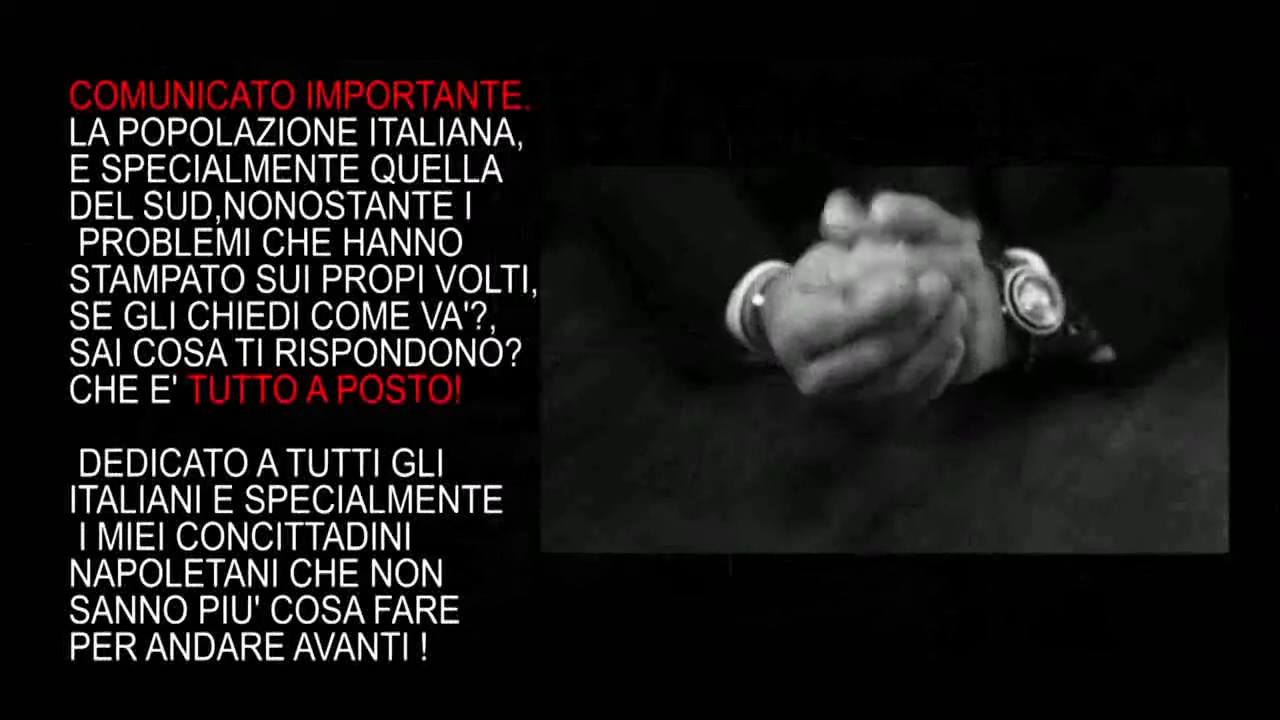 COMUNICATO IMPORTANTE.
LA POPOLAZIONE ITALIANA,
E SPECIALMENTE QUELLA
DEL SUD,NONOSTANTE I
PROBLEMI CHE HANNO
STAMPATO SUI PROPI VOLTI,
SE GLI CHIEDI COME VA'?,
SAI COSA TI RISPONDONO?
CHE E' TUTTO A POSTO!
DEDICATO A TUTTI GLI
ITALIANI E SPECIALMENTE
I MIEI CONCITTADINI
NAPOLETANI CHE NON
SANNO PIU' COSA FARE
PER ANDARE AVANTI !